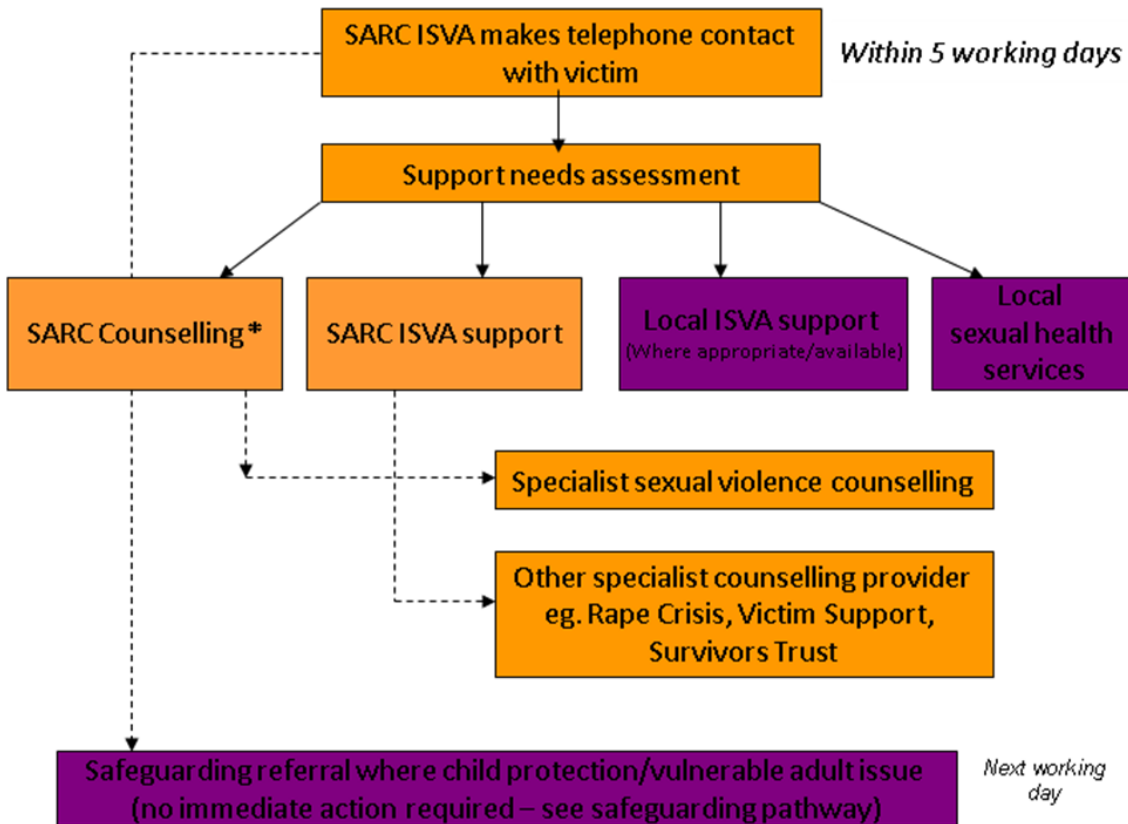 SARC ISVA makes telephone contact
with victim
Within 5 working days
Support needs assessment
SARC Counselling*
SARC ISVA support
Local ISVA support
(Where appropriate/available)
Local
sexual health
services
Specialist sexual violence counselling
Other specialist counselling provider
eg. Rape Crisis, Victim Support,
Survivors Trust
Safeguarding referral where child protection/vulnerable adult issue
(no immediate action required – see safeguarding pathway)
Next working
day